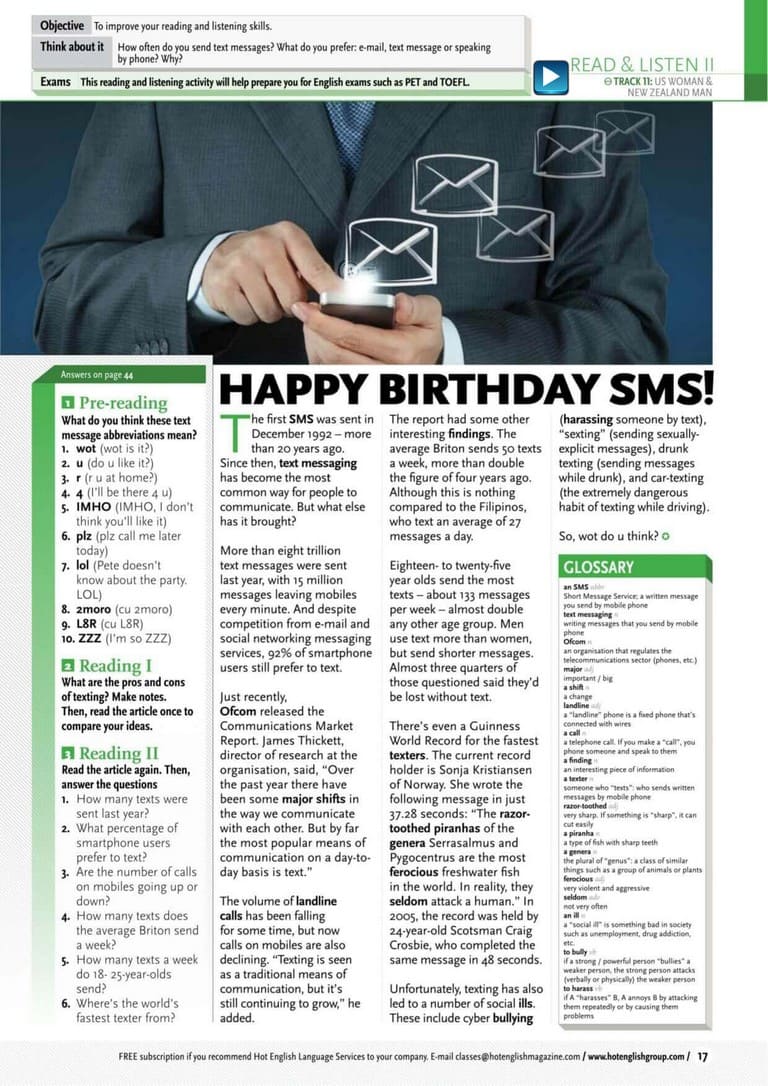 Objective To improve your reading and listening skills.
Think about it How often do you send text messages? What do you prefer: e-mail, text message or speaking
by phone? Why?
Exams This reading and listening activity will help prepare you for English exams such as PET and TOEFL.
READ & LISTEN II
TRACK 11: US WOMAN &
NEW ZEALAND MAN
Answers on page 44
1 Pre-reading
What do you think these text
message abbreviations mean?
1. wot (wot is it?)
2. u (do u like it?)
3. r (r u at home?)
4. 4 (I'll be there 4 u)
5. IMHO (IMHO, I don't
think you'll like it)
6. plz (plz call me later
today)
7. lol (Pete doesn't
know about the party.
LOL)
8. 2moro (cu 2moro)
9. L8R (cu L8R)
10. ZZZ (I'm so ZZZ)
2 Reading I
What are the pros and cons
of texting? Make notes.
Then, read the article once to
compare your ideas.
3 Reading II
Read the article again. Then,
answer the questions
1. How many texts were
sent last year?
2. What percentage of
smartphone users
prefer to text?
3. Are the number of calls
on mobiles going up or
down?
4. How many texts does
the average Briton send
a week?
5. How many texts a week
do 18- 25-year-olds
send?
6. Where's the world's
fastest texter from?
HAPPY BIRTHDAY SMS!
The first SMS was sent in
December 1992 – more
than 20 years ago.
Since then, text messaging
has become the most
common way for people to
communicate. But what else
has it brought?
More than eight trillion
text messages were sent
last year, with 15 million
messages leaving mobiles
every minute. And despite
competition from e-mail and
social networking messaging
services, 92% of smartphone
users still prefer to text.
Just recently,
Ofcom released the
Communications Market
Report. James Thickett,
director of research at the
organisation, said, "Over
the past year there have
been some major shifts in
the way we communicate
with each other. But by far
the most popular means of
communication on a day-to-
day basis is text."
The volume of landline
calls has been falling
for some time, but now
calls on mobiles are also
declining. "Texting is seen
as a traditional means of
communication, but it's
still continuing to grow," he
added.
The report had some other
interesting findings. The
average Briton sends 50 texts
a week, more than double
the figure of four years ago.
Although this is nothing
compared to the Filipinos,
who text an average of 27
messages a day.
Eighteen- to twenty-five
year olds send the most
texts – about 133 messages
per week – almost double
any other age group. Men
use text more than women,
but send shorter messages.
Almost three quarters of
those questioned said they'd
be lost without text.
There's even a Guinness
World Record for the fastest
texters. The current record
holder is Sonja Kristiansen
of Norway. She wrote the
following message in just
37.28 seconds: "The razor-
toothed piranhas of the
genera Serrasalmus and
Pygocentrus are the most
ferocious freshwater fish
in the world. In reality, they
seldom attack a human." In
2005, the record was held by
24-year-old Scotsman Craig
Crosbie, who completed the
same message in 48 seconds.
Unfortunately, texting has also
led to a number of social ills.
These include cyber bullying
(harassing someone by text),
"sexting" (sending sexually-
explicit messages), drunk
texting (sending messages
while drunk), and car-texting
(the extremely dangerous
habit of texting while driving).
So, wot do u think?
GLOSSARY
an SMS abbr
Short Message Service; a written message
you send by mobile phone
text messaging n
writing messages that you send by mobile
phone
Ofcom n
an organisation that regulates the
telecommunications sector (phones, etc.)
major adj
important / big
a shift n
a change
landline adj
a "landline" phone is a fixed phone that's
connected with wires
a call n
a telephone call. If you make a "call", you
phone someone and speak to them
a finding n
an interesting piece of information
a texter n
someone who "texts": who sends written
messages by mobile phone
razor-toothed adj
very sharp. If something is "sharp", it can
cut easily
a piranha n
a type of fish with sharp teeth
a genera n
the plural of "genus": a class of similar
things such as a group of animals or plants
ferocious adj
very violent and aggressive
seldom adv
not very often
an ill n
a "social ill" is something bad in society
such as unemployment, drug addiction,
etc.
to bully vb
if a strong / powerful person "bullies" a
weaker person, the strong person attacks
(verbally or physically) the weaker person
to harass vb
if A "harasses" B, A annoys B by attacking
them repeatedly or by causing them
problems
FREE subscription if you recommend Hot English Language Services to your company. E-mail classes@hotenglishmagazine.com / www.hotenglishgroup.com / 17